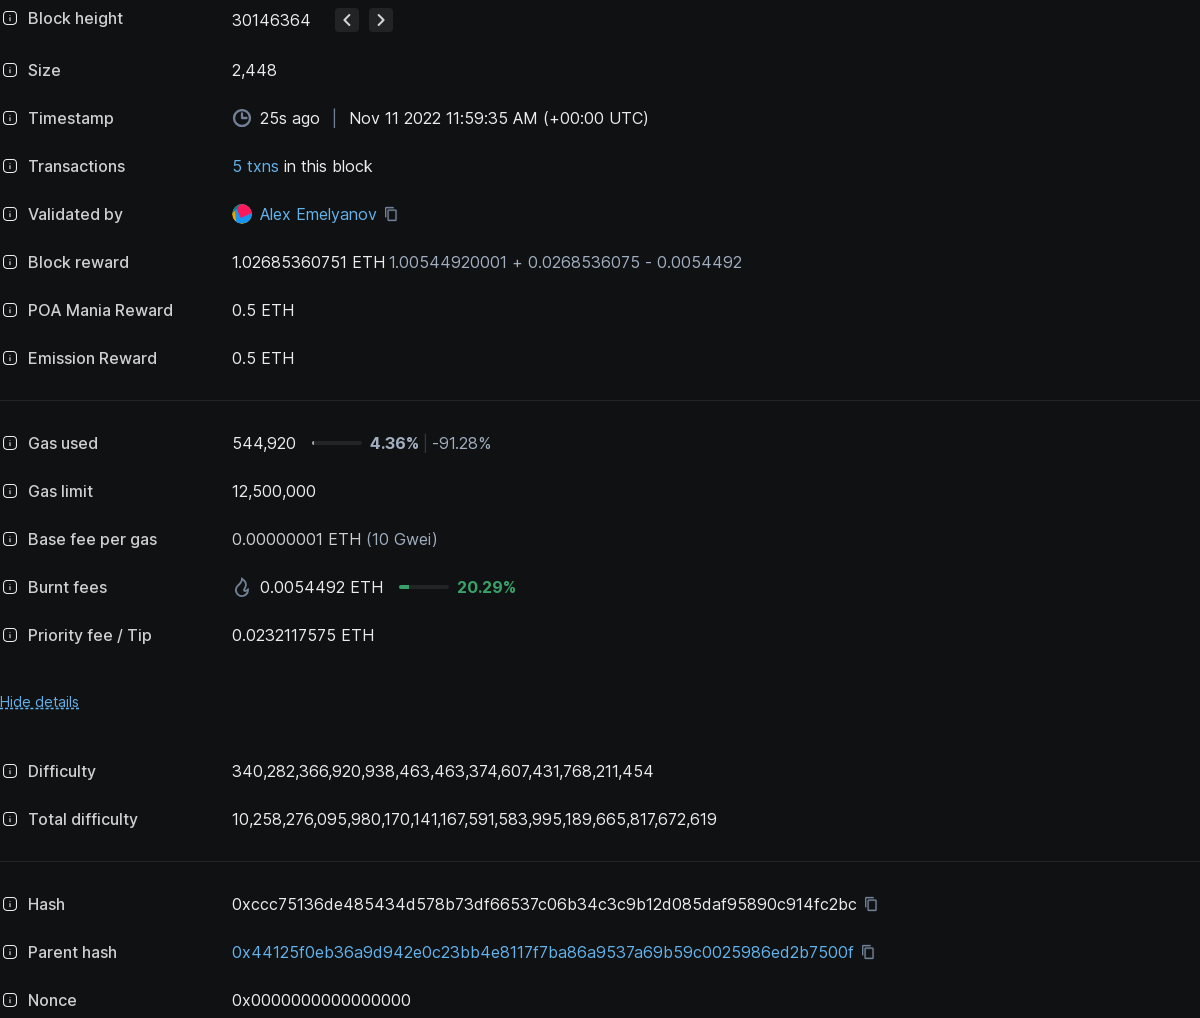 Block height 30146364
Size 2,448
Timestamp 25s ago | Nov 11 2022 11:59:35 AM (+00:00 UTC)
Transactions 5 txns in this block
Validated by Alex Emelyanov
Block reward 1.02685360751 ETH 1.00544920001 + 0.0268536075 - 0.0054492
POA Mania Reward 0.5 ETH
Emission Reward 0.5 ETH
Gas used 544,920 4.36% -91.28%
Gas limit 12,500,000
Base fee per gas 0.00000001 ETH (10 Gwei)
Burnt fees 0.0054492 ETH 20.29%
Priority fee / Tip 0.0232117575 ETH
Hide details
Difficulty 340,282,366,920,938,463,463,374,607,431,768,211,454
Total difficulty 10,258,276,095,980,170,141,167,591,583,995,189,665,817,672,619
Hash 0xccc75136de485434d578b73df66537c06b34c3c9b12d085daf95890c914fc2bc
Parent hash 0x44125f0eb36a9d942e0c23bb4e8117f7ba86a9537a69b59c0025986ed2b7500f
Nonce 0x0000000000000000